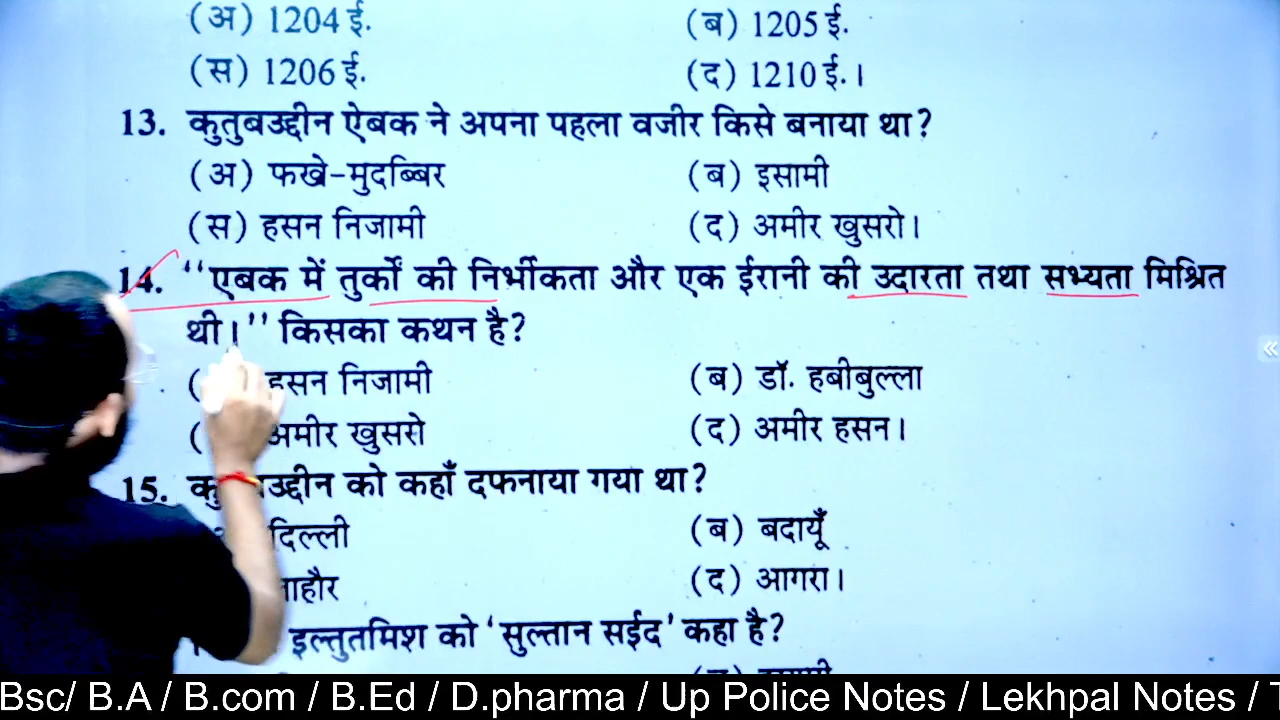 (अ) 1204 ई. (ब) 1205 ई.
(स) 1206 ई. (द) 1210 ई.।
13. कुतुबउद्दीन ऐबक ने अपना पहला वजीर किसे बनाया था?
(अ) फखे-मुदब्बिर (ब) इसामी
(स) हसन निजामी (द) अमीर खुसरो।
14. ‘‘एबक में तुर्कों की निर्भीकता और एक ईरानी की उदारता तथा सभ्यता मिश्रित
थी।’’ किसका कथन है?
( हसन निजामी (ब) डॉ. हबीबुल्ला
( अमीर खुसरो (द) अमीर हसन।
15. को कहाँ दफनाया गया था?
दिल्ली (ब) बदायूँ
(द) आगरा।
इल्तुतमिश को ‘सुल्तान सईद’ कहा है?
Bsc/ B.A / B.com / B.Ed / D.pharma / Up Police Notes / Lekhpal Notes / T